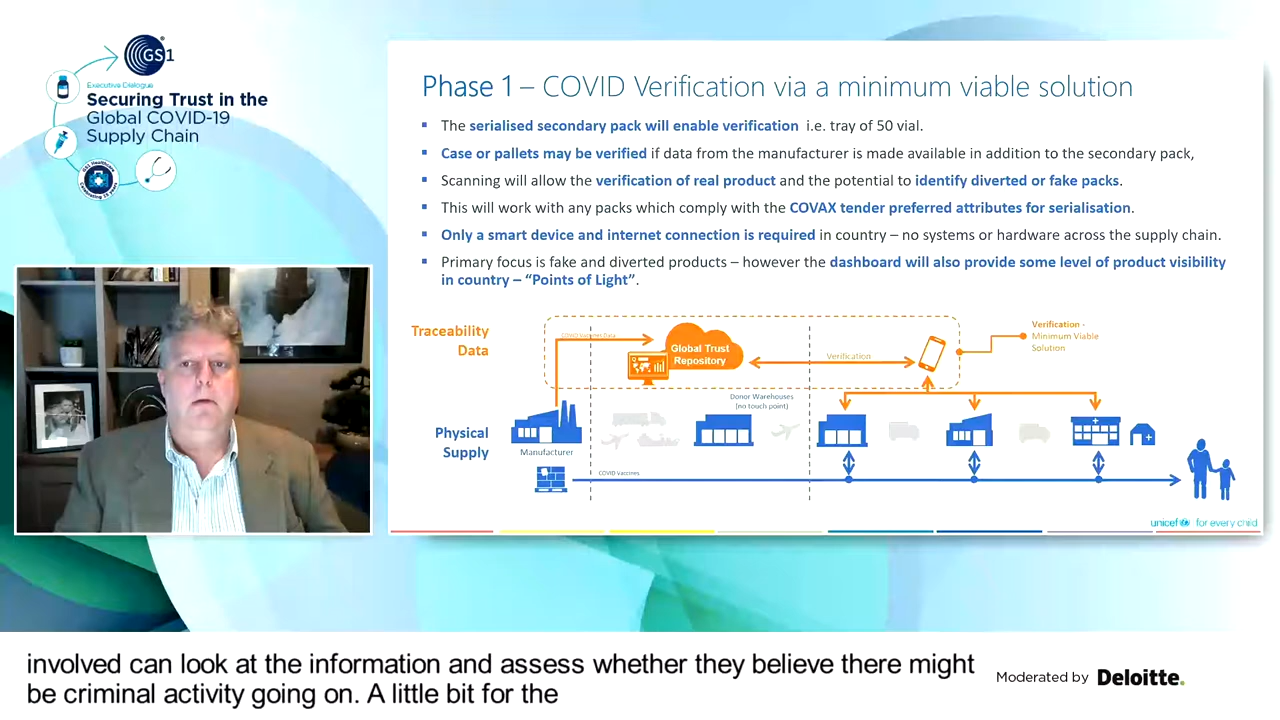 GS1
Executive Dialogue
Securing Trust in the
Global COVID-19
Supply Chain
Phase 1 – COVID Verification via a minimum viable solution
▪ The serialised secondary pack will enable verification i.e. tray of 50 vial.
▪ Case or pallets may be verified if data from the manufacturer is made available in addition to the secondary pack,
▪ Scanning will allow the verification of real product and the potential to identify diverted or fake packs.
▪ This will work with any packs which comply with the COVAX tender preferred attributes for serialisation.
▪ Only a smart device and internet connection is required in country – no systems or hardware across the supply chain.
▪ Primary focus is fake and diverted products – however the dashboard will also provide some level of product visibility
in country – “Points of Light”.
Traceability
Data
Global Trust
Repository
Verification
Verification -
Minimum Viable
Solution
Donor Warehouses
(no touch point)
Physical
Supply
Manufacturer
COVID Vaccines
unicef for every child
involved can look at the information and assess whether they believe there might
be criminal activity going on. A little bit for the
Moderated by Deloitte.